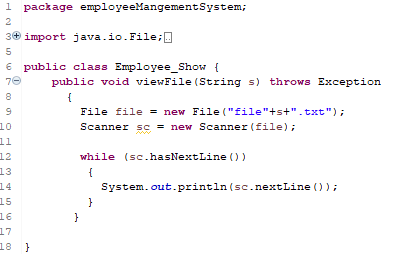 1 package employeeMangementSystem;
2
3 import java.io.File;
6 public class Employee_Show {
7 public void viewFile(String s) throws Exception
8 {
9 File file = new File("file"+s+".txt");
10 Scanner sc = new Scanner(file);
11
12 while (sc.hasNextLine())
13 {
14 System.out.println(sc.nextLine());
15 }
16 }
17
18 }